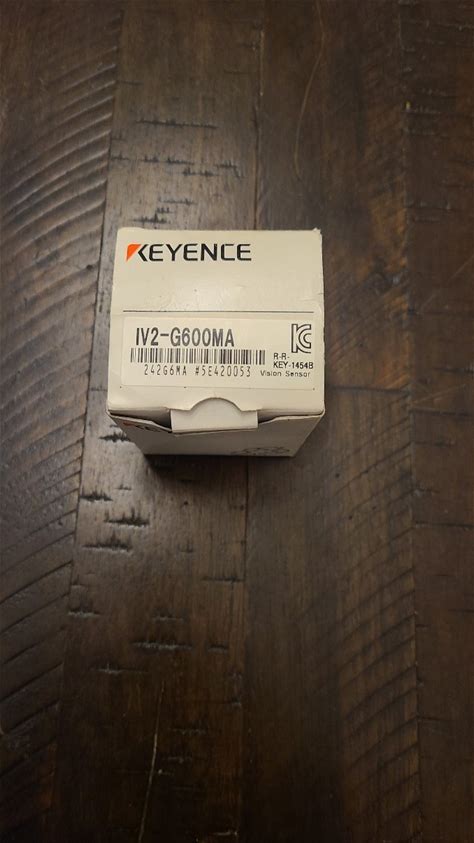 KEYENCE
IV2-G600MA
R-R-
KEY-1454B
242G6MA #5E420053
Vision Sensor